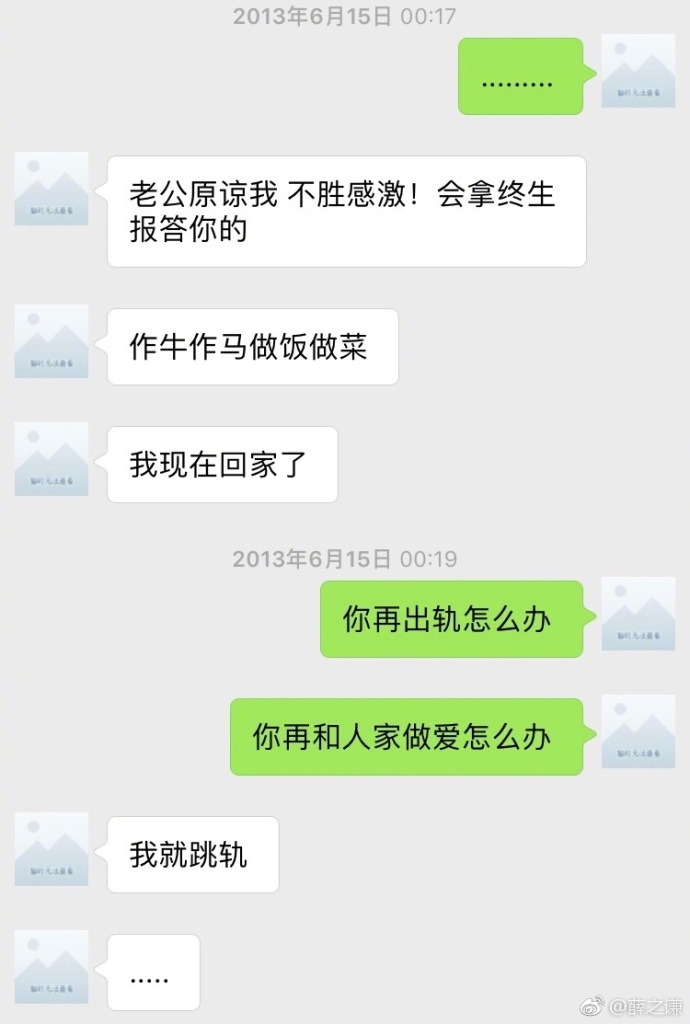 2013年6月15日 00:17
.........
老公原谅我 不胜感激！会拿终生
报答你的
作牛作马做饭做菜
我现在回家了
2013年6月15日 00:19
你再出轨怎么办
你再和人家做爱怎么办
我就跳轨
.....
@薛之谦